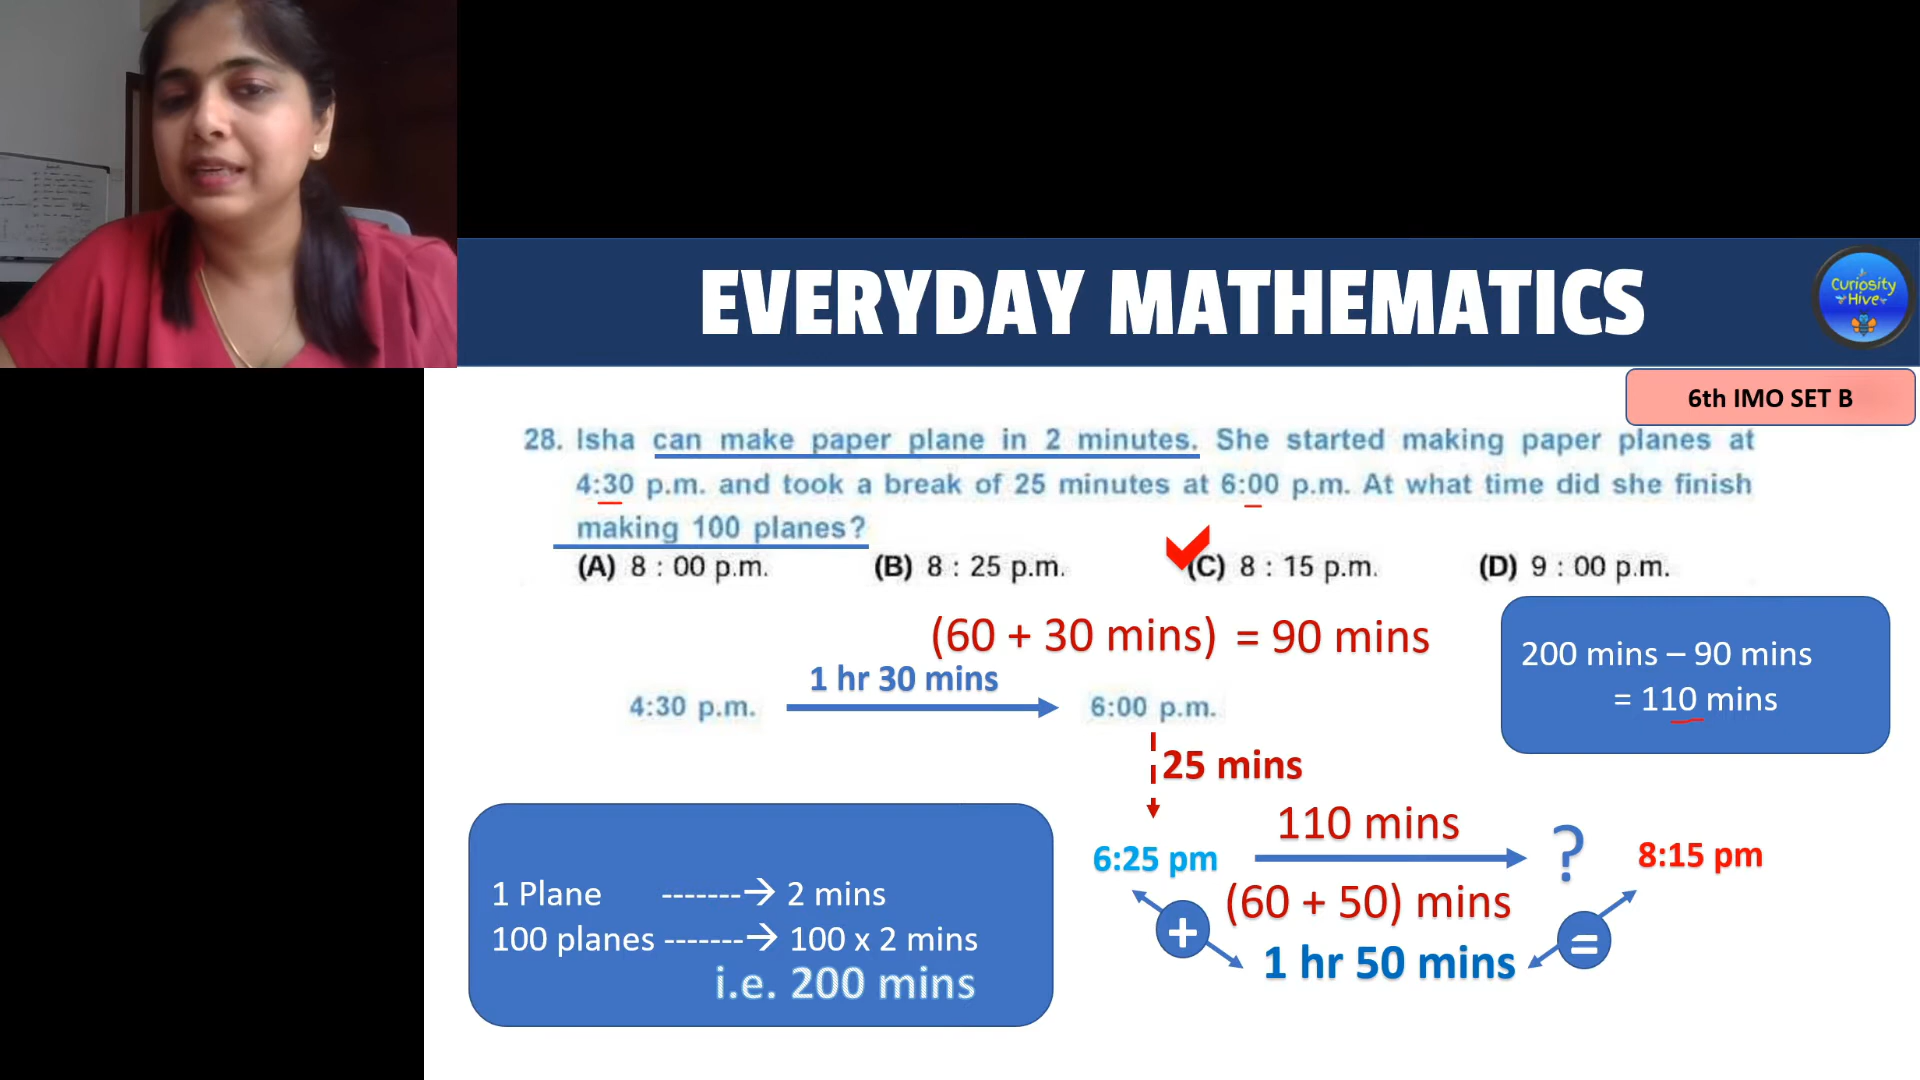 EVERYDAY MATHEMATICS
Curiosity
Hive
6th IMO SET B
28. Isha can make paper plane in 2 minutes. She started making paper planes at
4:30 p.m. and took a break of 25 minutes at 6:00 p.m. At what time did she finish
making 100 planes?
(A) 8 : 00 p.m. (B) 8 : 25 p.m. (C) 8 : 15 p.m. (D) 9 : 00 p.m.
(60 + 30 mins) = 90 mins
1 hr 30 mins
4:30 p.m. 6:00 p.m.
200 mins – 90 mins
= 110 mins
25 mins
110 mins
6:25 pm ? 8:15 pm
(60 + 50) mins
+ =
1 hr 50 mins
1 Plane -------→ 2 mins
100 planes -------→ 100 x 2 mins
i.e. 200 mins